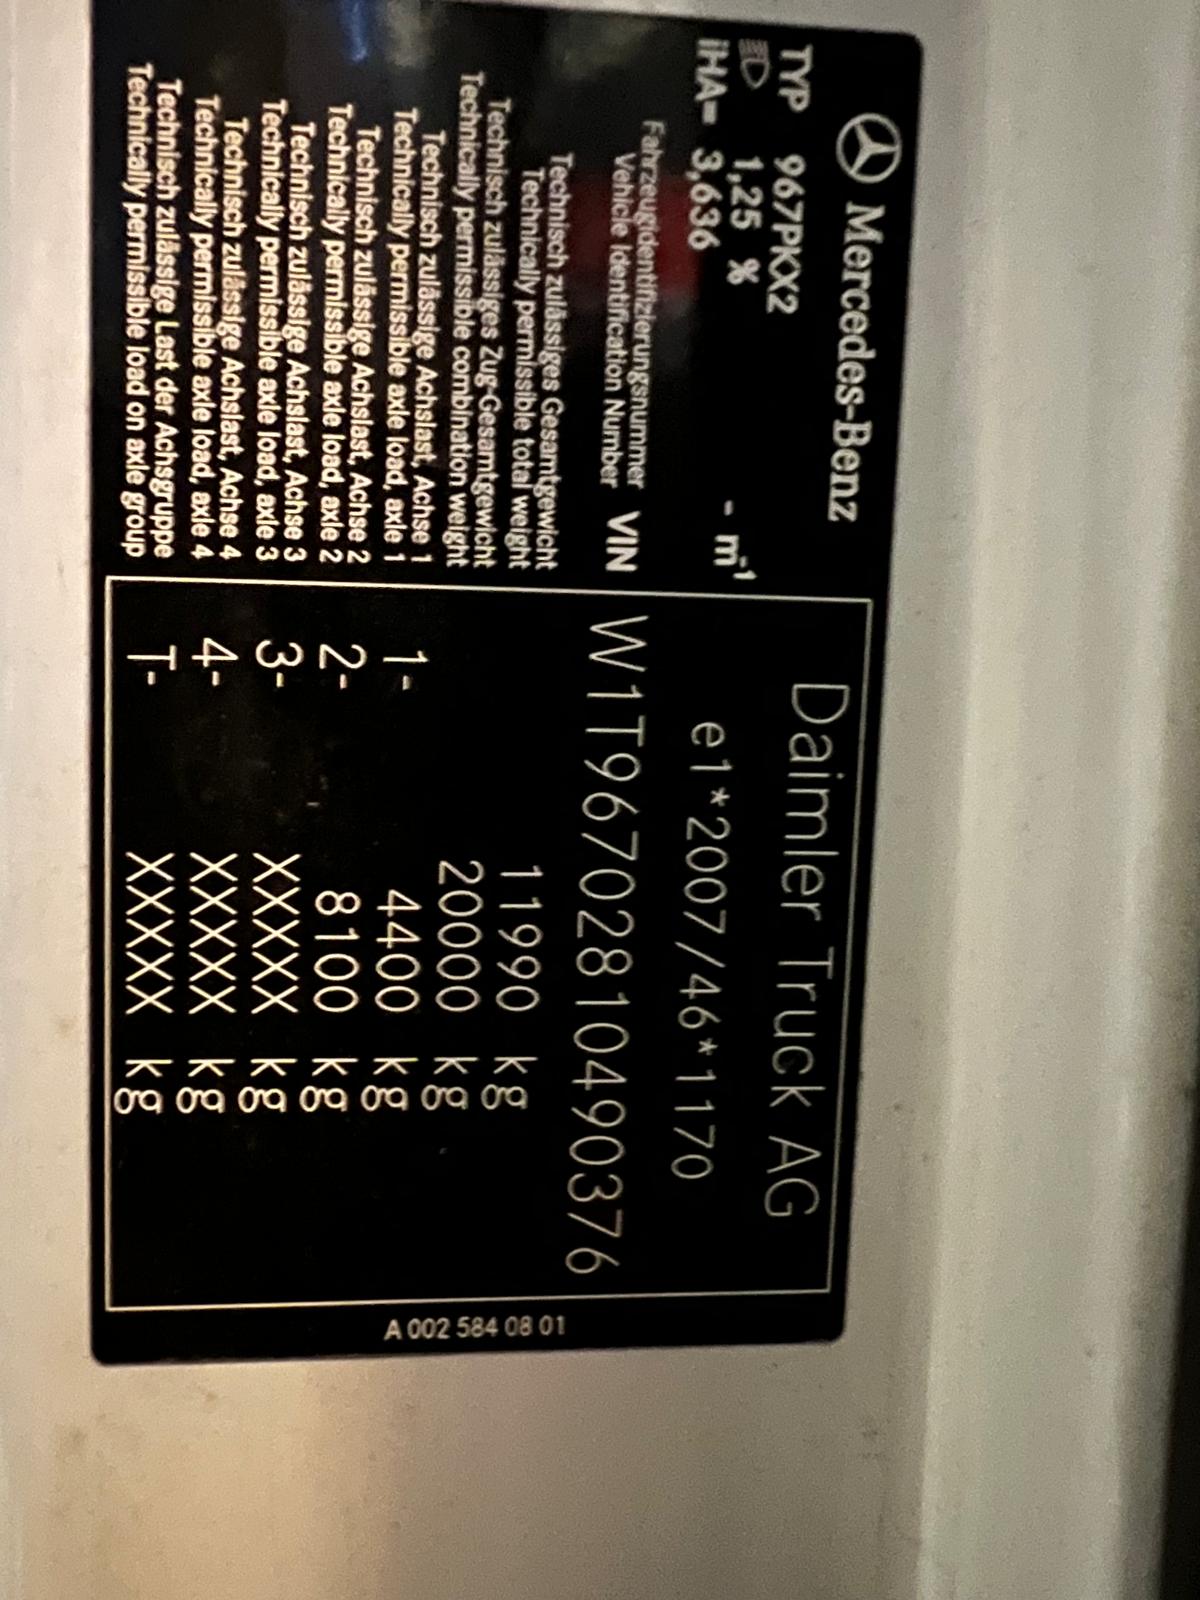 Mercedes-Benz
TYP 967PKXX2
1,25 % - m⁻¹
iHA= 3,636
Daimler Truck AG
e1*2007/46*1170
Fahrzeugidentifizierungsnummer
Vehicle Identification Number VIN W1T96702810490376
Technisch zulässiges Gesamtgewicht
Technically permissible total weight 11990 kg
Technisch zulässiges Zug-Gesamtgewicht
Technically permissible combination weight 20000 kg
Technisch zulässige Achslast, Achse 1
Technically permissible axle load, axle 1 1- 4400 kg
Technisch zulässige Achslast, Achse 2
Technically permissible axle load, axle 2 2- 8100 kg
Technisch zulässige Achslast, Achse 3
Technically permissible axle load, axle 3 3- XXXXX kg
Technisch zulässige Achslast, Achse 4
Technically permissible axle load, axle 4 4- XXXXX kg
Technisch zulässige Last der Achsgruppe
Technically permissible load on axle group T- XXXXX kg
A 002 584 08 01